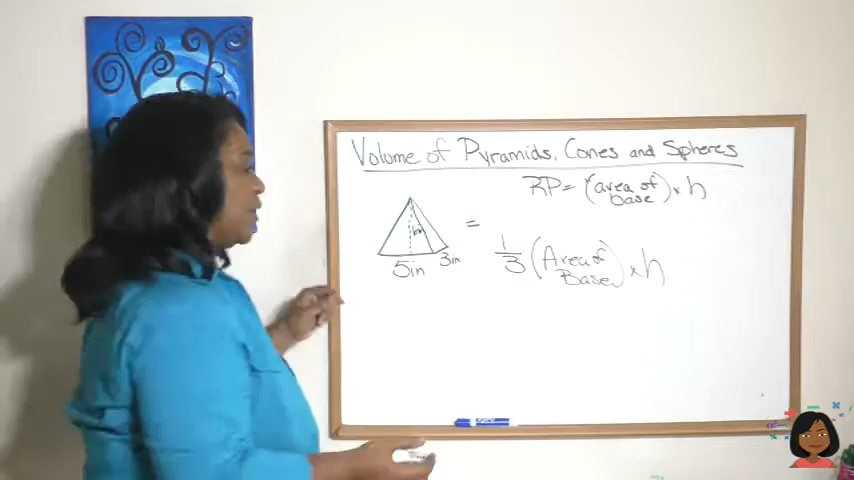 Volume of Pyramids, Cones and Spheres
RP = (area of base) × h
=
5in 3in
1/3 (Area of Base) × h